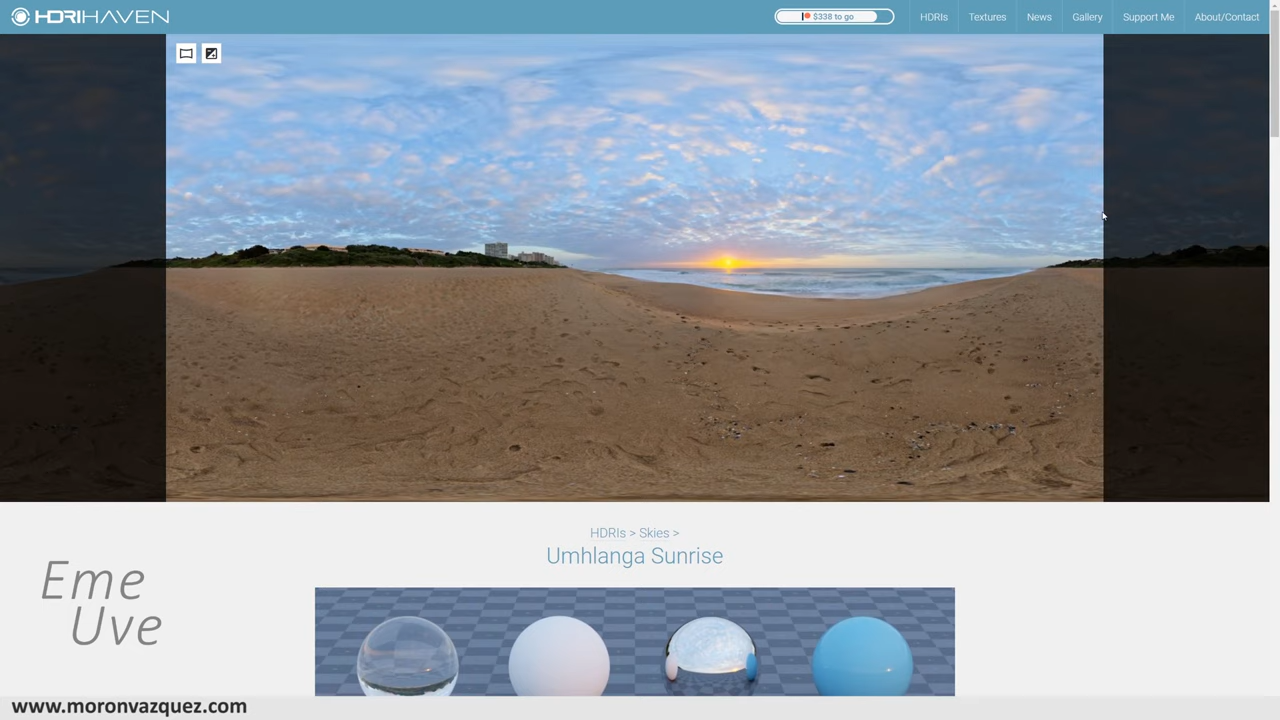 HDRIHAVEN
$338 to go
HDRIs
Textures
News
Gallery
Support Me
About/Contact
HDRIs > Skies >
Umhlanga Sunrise
Eme
Uve
www.moronvazquez.com